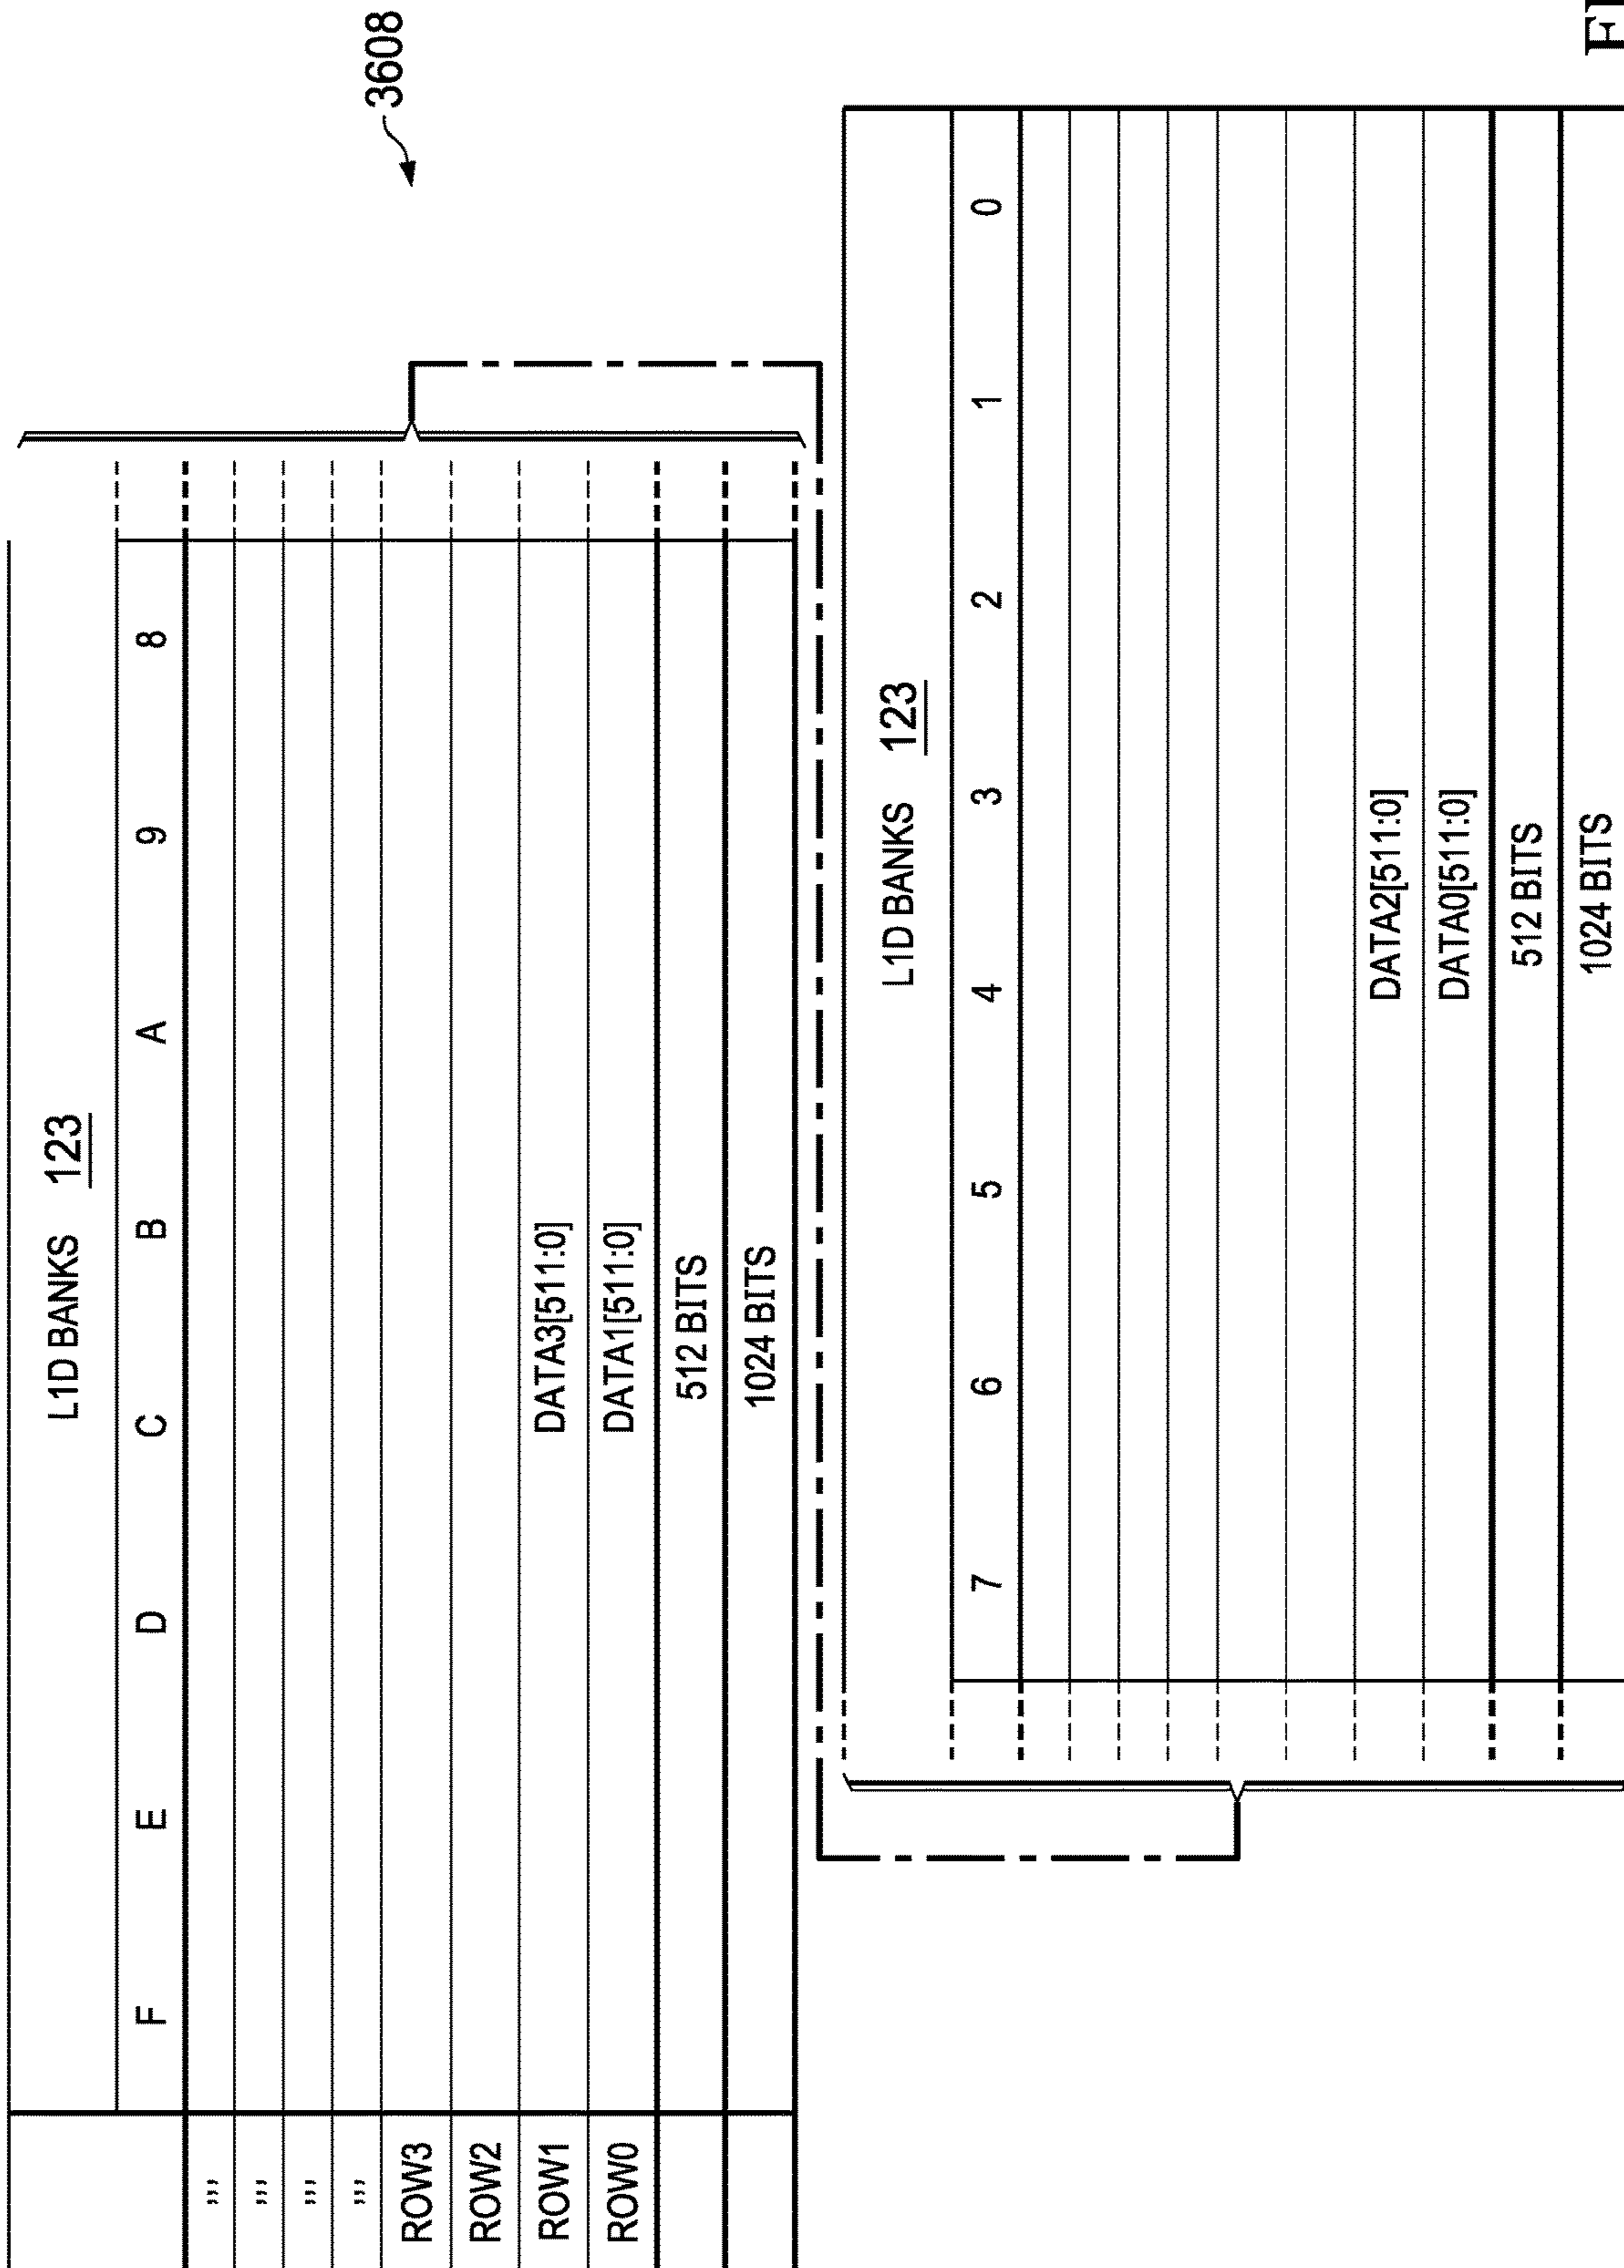 3608
L1D BANKS 123
F E D C B A 9 8
,,,
,,,
,,,
,,,
ROW3
ROW2
ROW1 DATA3[511:0]
ROW0 DATA1[511:0]
512 BITS
1024 BITS
L1D BANKS 123
7 6 5 4 3 2 1 0
DATA2[511:0]
DATA0[511:0]
512 BITS
1024 BITS